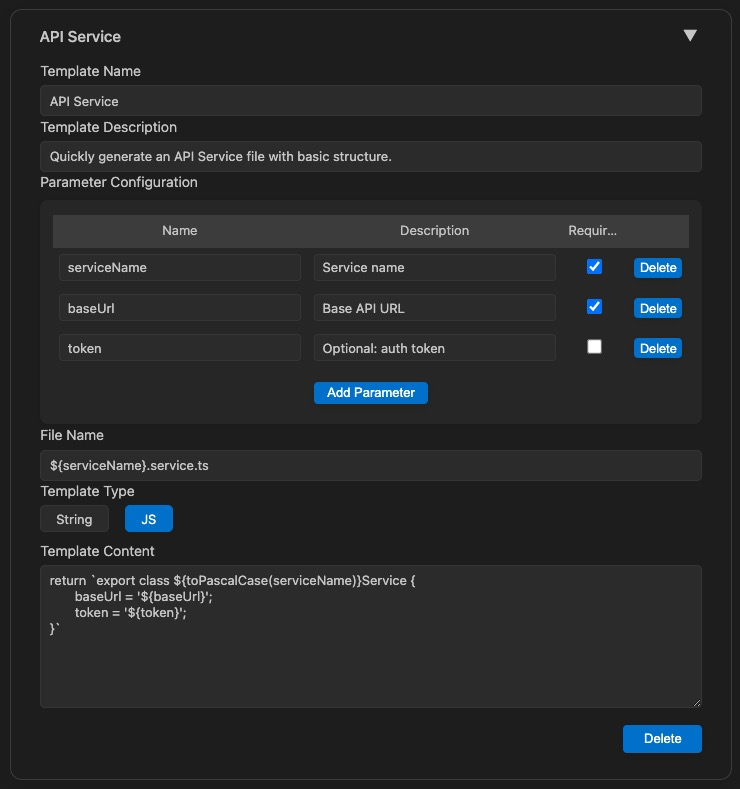 API Service
Template Name
API Service
Template Description
Quickly generate an API Service file with basic structure.
Parameter Configuration
Name Description Requir...
serviceName Service name Delete
baseUrl Base API URL Delete
token Optional: auth token Delete
Add Parameter
File Name
${serviceName}.service.ts
Template Type
String JS
Template Content
return `export class ${toPascalCase(serviceName)}Service {
baseUrl = '${baseUrl}';
token = '${token}';
}`
Delete